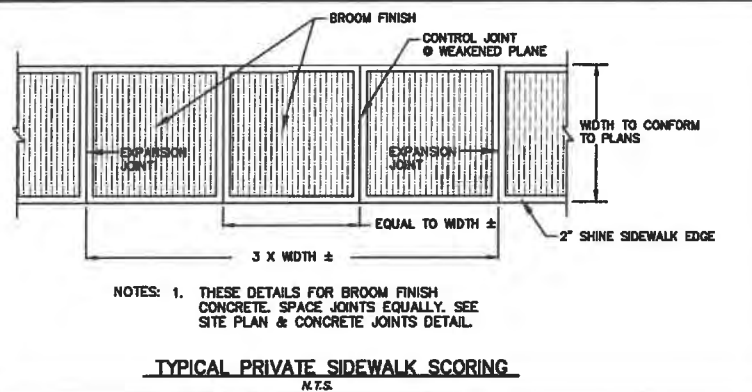 BROOM FINISH
CONTROL JOINT
@ WEAKENED PLANE
WIDTH TO CONFORM
TO PLANS
EXPANSION
JOINT
EXPANSION
JOINT
EQUAL TO WIDTH ±
2" SHINE SIDEWALK EDGE
3 X WIDTH ±
NOTES: 1. THESE DETAILS FOR BROOM FINISH
CONCRETE. SPACE JOINTS EQUALLY. SEE
SITE PLAN & CONCRETE JOINTS DETAIL.
TYPICAL PRIVATE SIDEWALK SCORING
N.T.S.